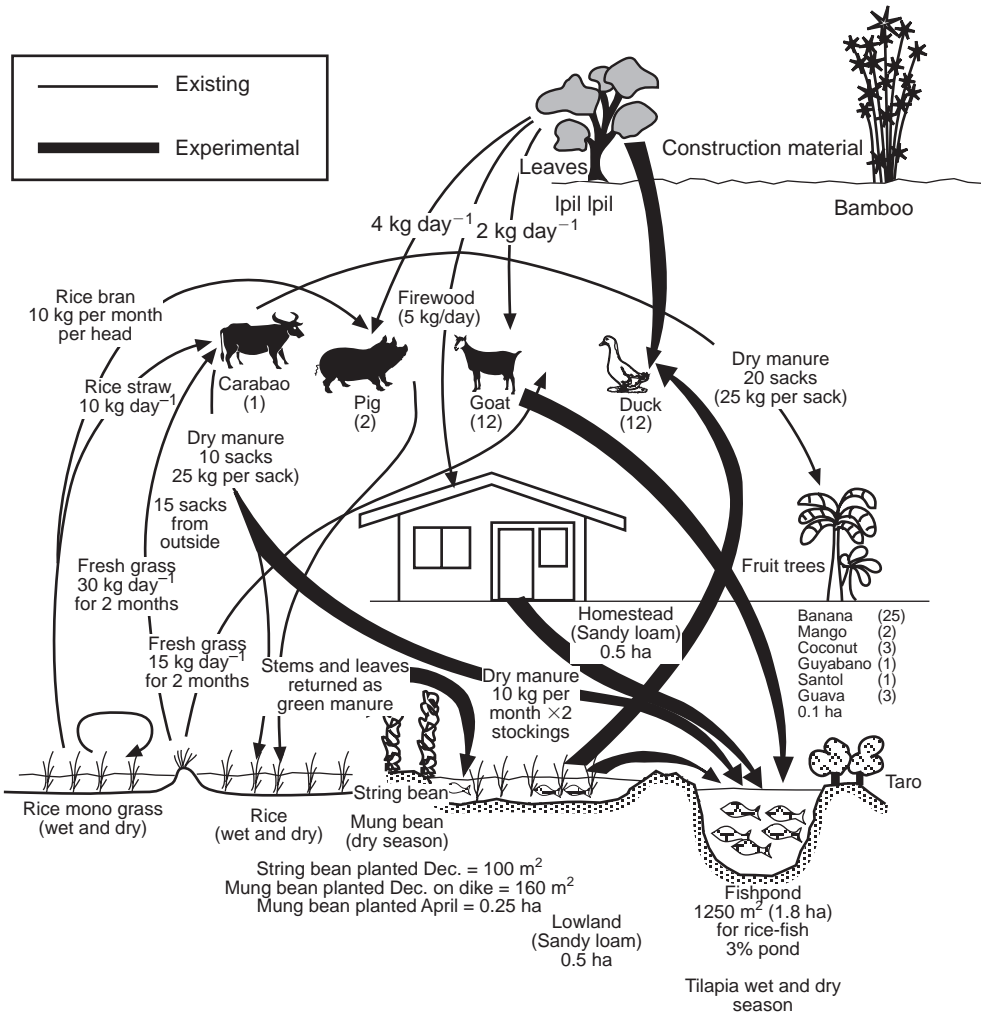 Existing
Experimental
Leaves
Ipil Ipil
Construction material
Bamboo
4 kg day⁻¹
2 kg day⁻¹
Rice bran
10 kg per month
per head
Firewood
(5 kg/day)
Rice straw
10 kg day⁻¹
Carabao
(1)
Pig
(2)
Goat
(12)
Duck
(12)
Dry manure
20 sacks
(25 kg per sack)
Dry manure
10 sacks
25 kg per sack)
15 sacks
from
outside
Fresh grass
30 kg day⁻¹
for 2 months
Fresh grass
15 kg day⁻¹
for 2 months
Stems and leaves
returned as
green manure
Dry manure
10 kg per
month ×2
stockings
Homestead
(Sandy loam)
0.5 ha
Fruit trees
Banana (25)
Mango (2)
Coconut (3)
Guyabano (1)
Santol (1)
Guava (3)
0.1 ha
Taro
Rice mono grass
(wet and dry)
Rice
(wet and dry)
String bean
Mung bean
(dry season)
String bean planted Dec. = 100 m²
Mung bean planted Dec. on dike = 160 m²
Mung bean planted April = 0.25 ha
Lowland
(Sandy loam)
0.5 ha
Fishpond
1250 m² (1.8 ha)
for rice-fish
3% pond
Tilapia wet and dry
season